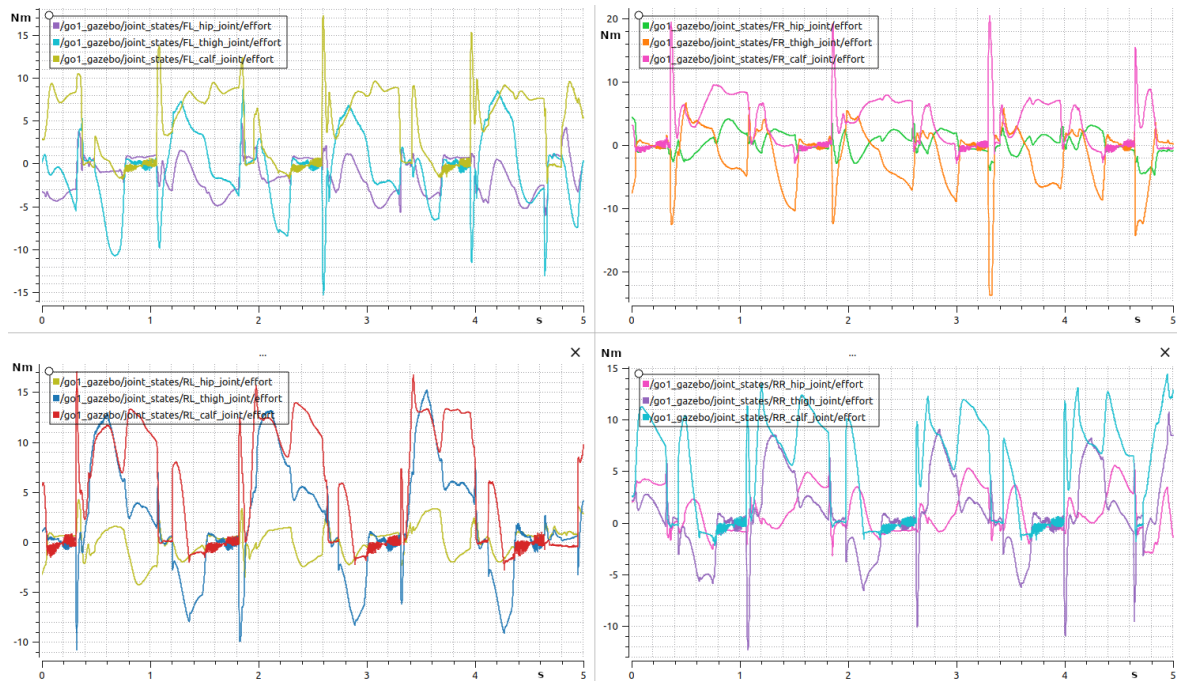 Nm
/go1_gazebo/joint_states/FL_hip_joint/effort
/go1_gazebo/joint_states/FL_thigh_joint/effort
/go1_gazebo/joint_states/FL_calf_joint/effort
15
10
5
0
-5
-10
-15
0 1 2 3 4 s 5
20
Nm
/go1_gazebo/joint_states/FR_hip_joint/effort
/go1_gazebo/joint_states/FR_thigh_joint/effort
/go1_gazebo/joint_states/FR_calf_joint/effort
10
0
-10
-20
0 1 2 3 4 s 5
...
Nm
/go1_gazebo/joint_states/RL_hip_joint/effort
/go1_gazebo/joint_states/RL_thigh_joint/effort
/go1_gazebo/joint_states/RL_calf_joint/effort
15
10
5
0
-5
-10
0 1 2 3 4 s 5
...
Nm
15
/go1_gazebo/joint_states/RR_hip_joint/effort
/go1_gazebo/joint_states/RR_thigh_joint/effort
/go1_gazebo/joint_states/RR_calf_joint/effort
10
5
0
-5
-10
0 1 2 3 4 s 5